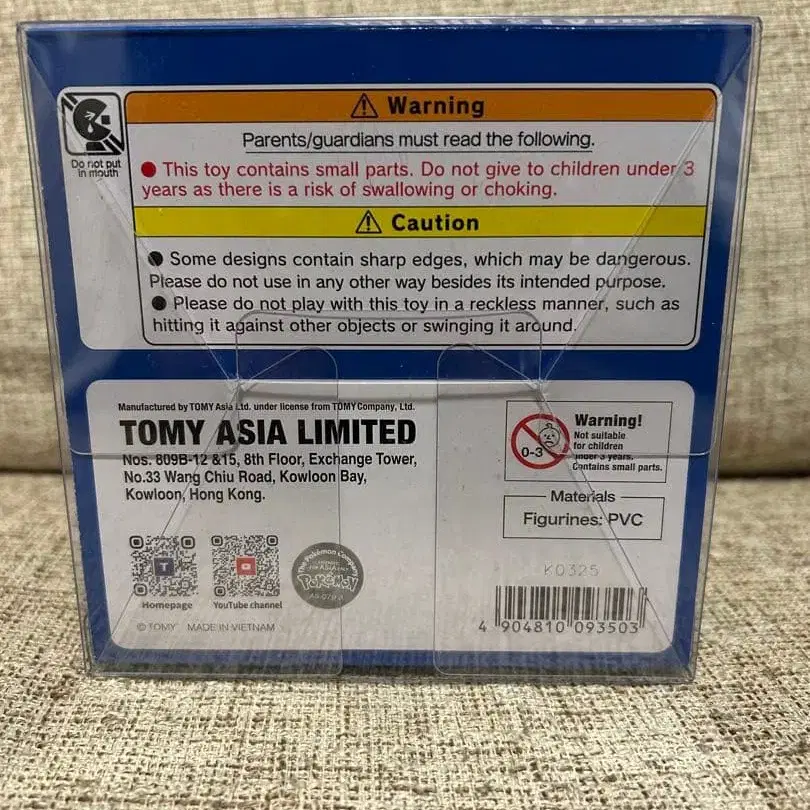 Do not put
in mouth
Warning
Parents/guardians must read the following.
● This toy contains small parts. Do not give to children under 3
years as there is a risk of swallowing or choking.
Caution
● Some designs contain sharp edges, which may be dangerous.
Please do not use in any other way besides its intended purpose.
● Please do not play with this toy in a reckless manner, such as
hitting it against other objects or swinging it around.
Manufactured by TOMY Asia Ltd. under license from TOMY Company, Ltd.
TOMY ASIA LIMITED
Nos. 809B-12 &15, 8th Floor, Exchange Tower,
No.33 Wang Chiu Road, Kowloon Bay,
Kowloon, Hong Kong.
0-3
Warning!
Not suitable
for children
under 3 years.
Contains small parts.
Materials
Figurines: PVC
T
Homepage
YouTube channel
The Pokémon Company
POKéMON
© TOMY MADE IN VIETNAM
K0325
4 904810 093503